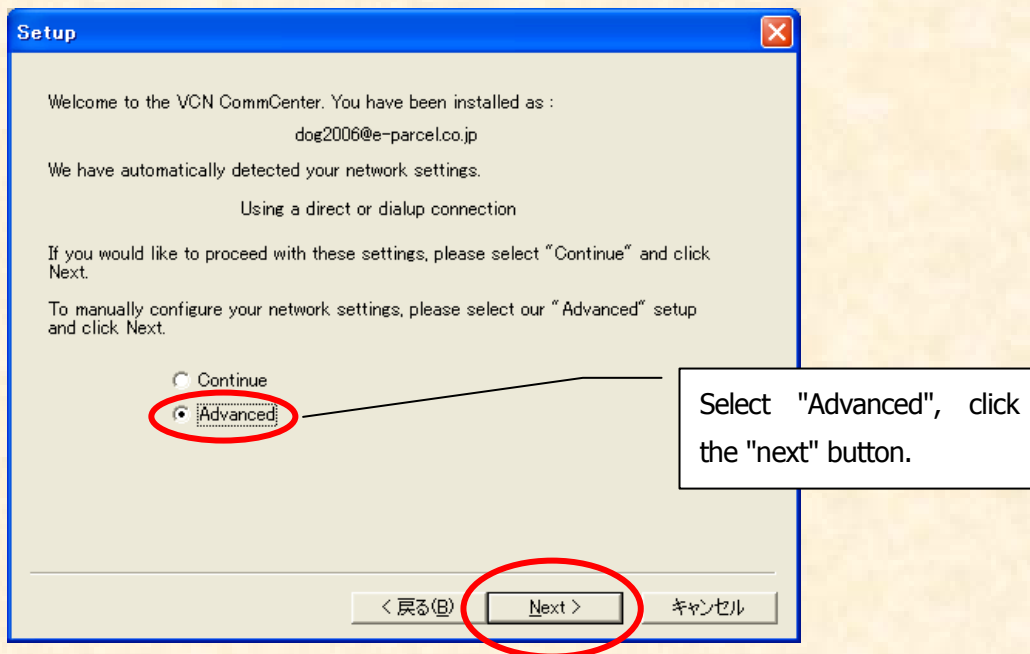 Setup
Welcome to the VCN CommCenter. You have been installed as :
dog2006@e-parcel.co.jp
We have automatically detected your network settings.
Using a direct or dialup connection
If you would like to proceed with these settings, please select "Continue" and click
Next.
To manually configure your network settings, please select our "Advanced" setup
and click Next.
Continue
Advanced
Select "Advanced", click
the "next" button.
< 戻る(B)
Next >
キャンセル